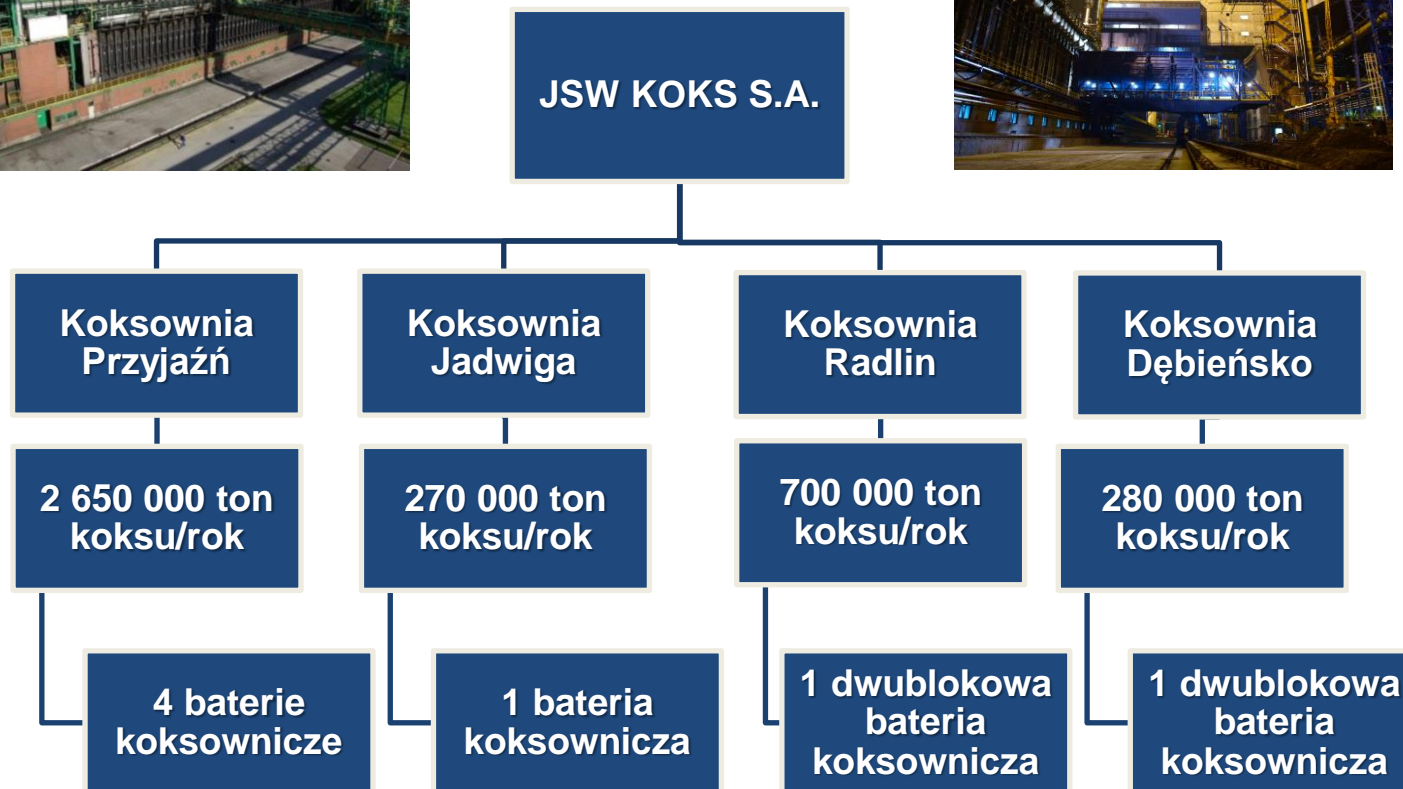 JSW KOKS S.A.
Koksownia
Przyjaźń
Koksownia
Jadwiga
Koksownia
Radlin
Koksownia
Dębieńsko
2 650 000 ton
koksu/rok
270 000 ton
koksu/rok
700 000 ton
koksu/rok
280 000 ton
koksu/rok
4 baterie
koksownicze
1 bateria
koksownicza
1 dwublokowa
bateria
koksownicza
1 dwublokowa
bateria
koksownicza